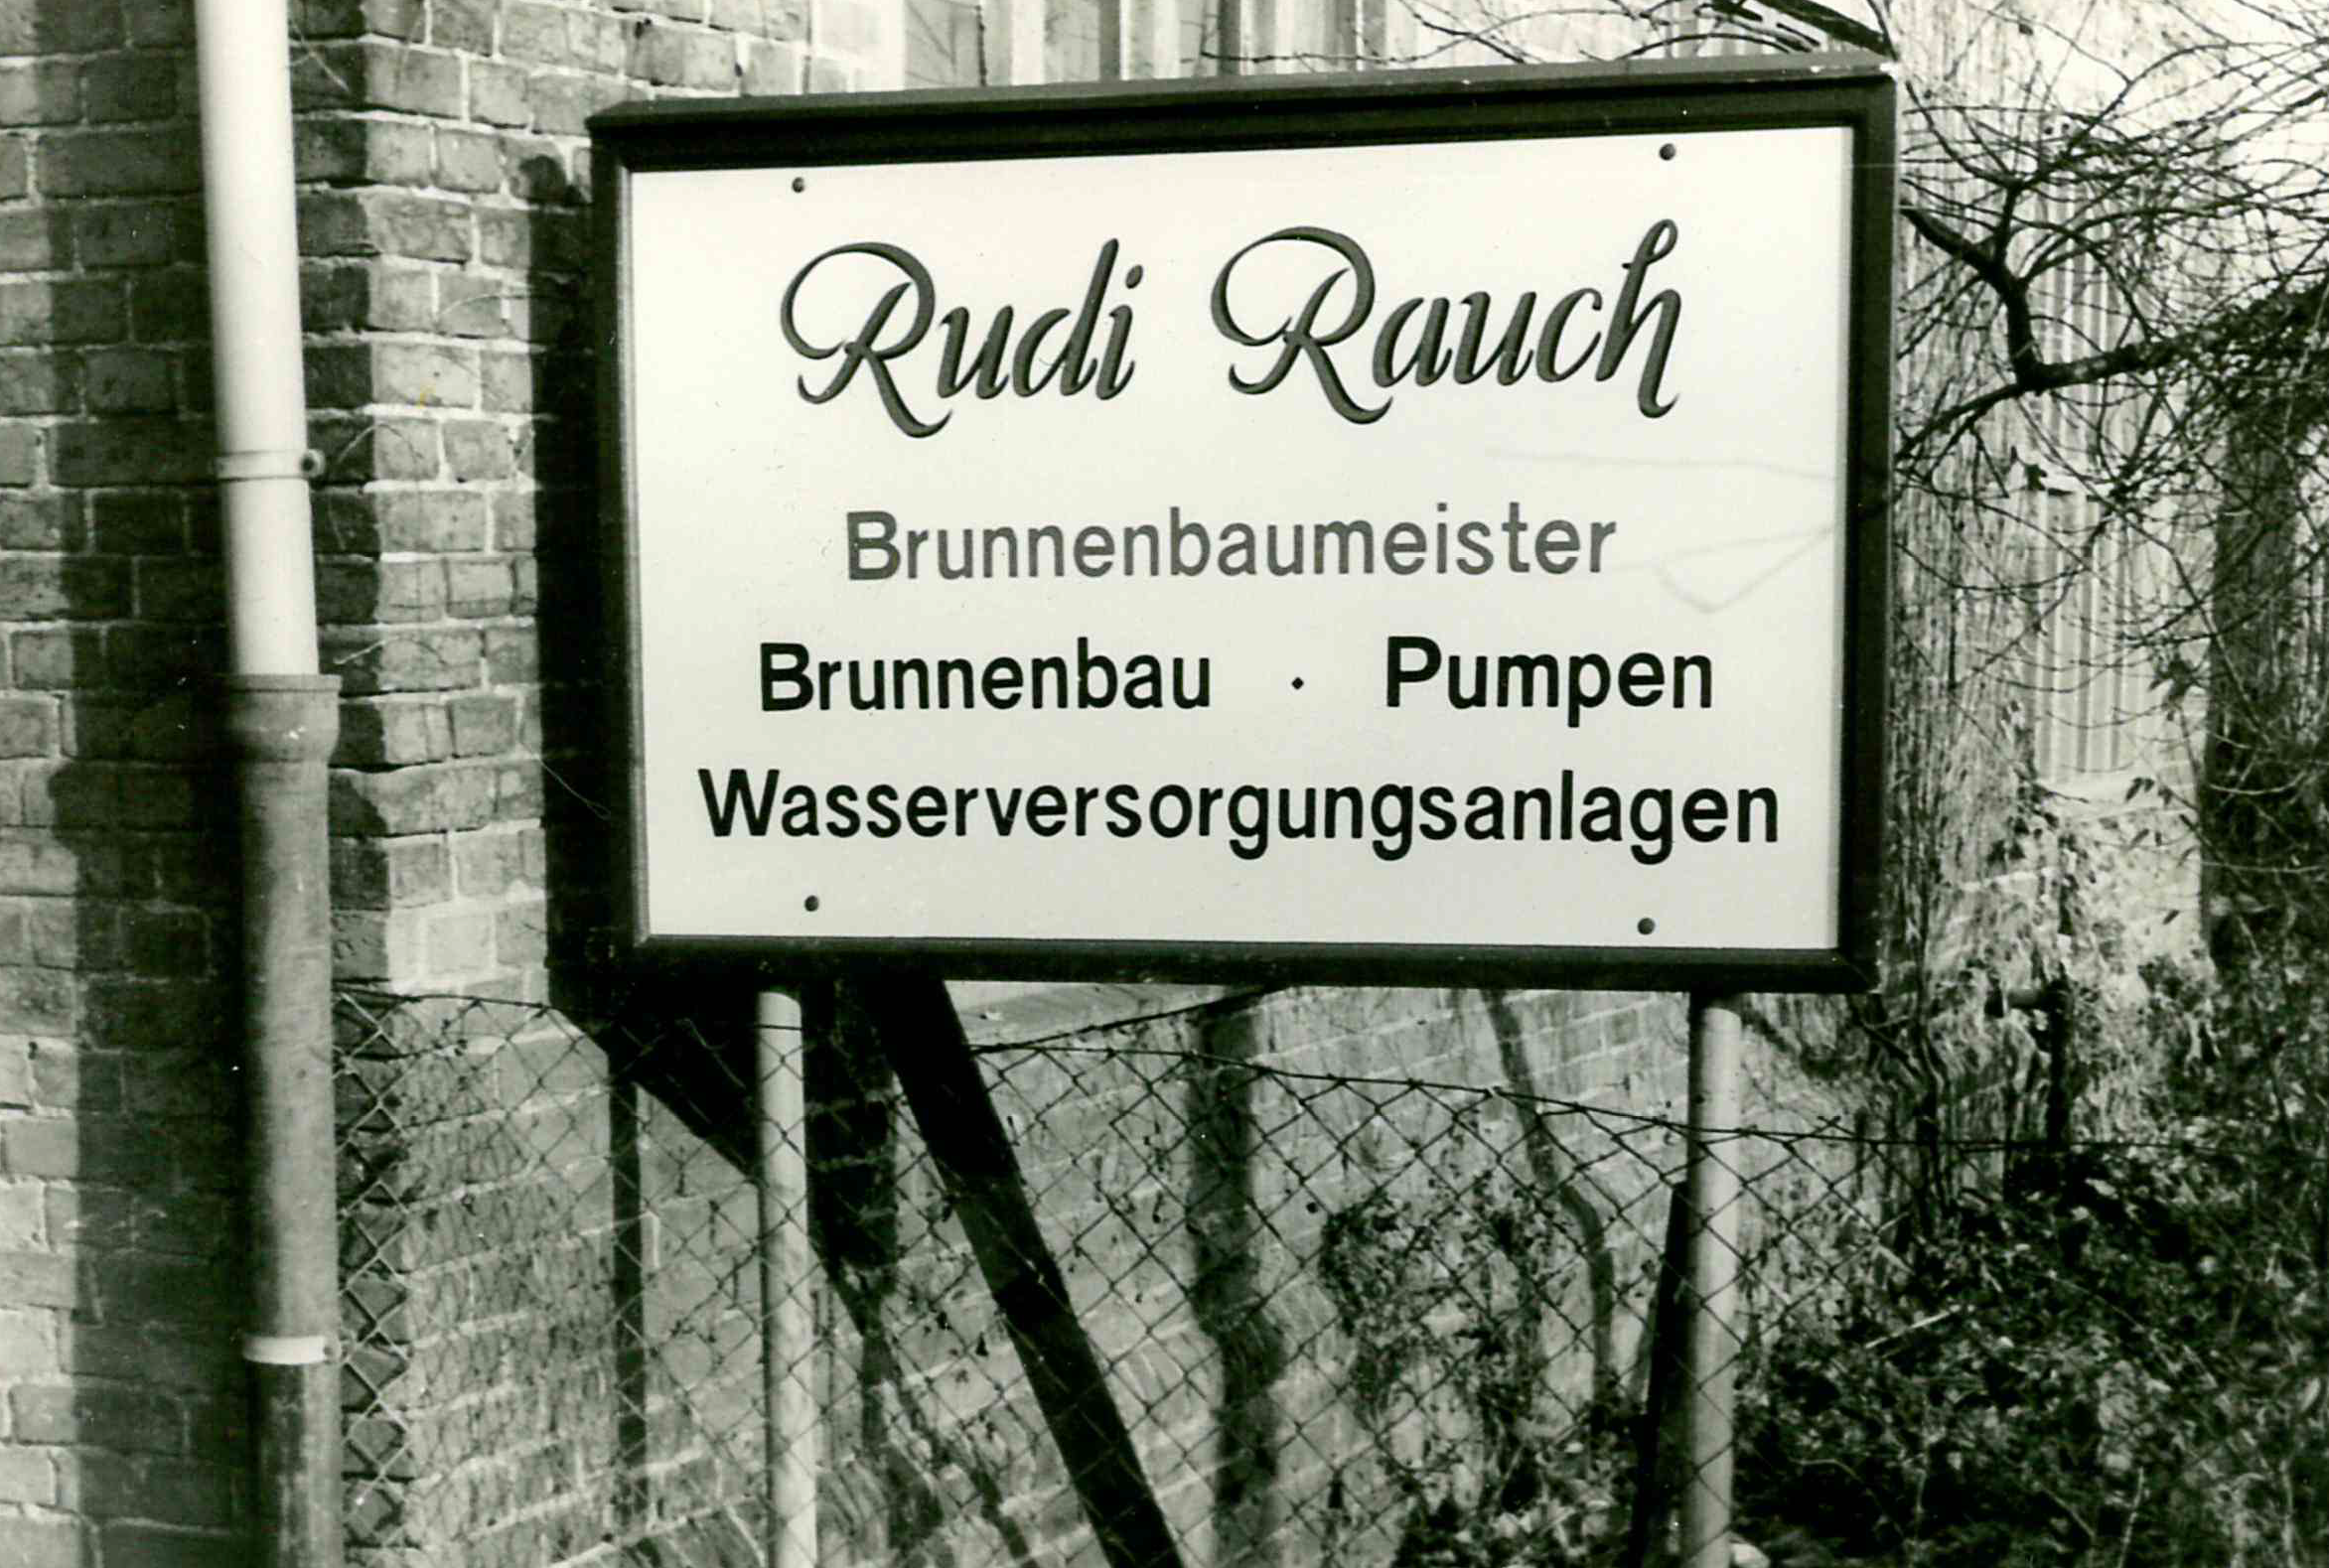 Rudi Rauch
Brunnenbaumeister
Brunnenbau · Pumpen
Wasserversorgungsanlagen